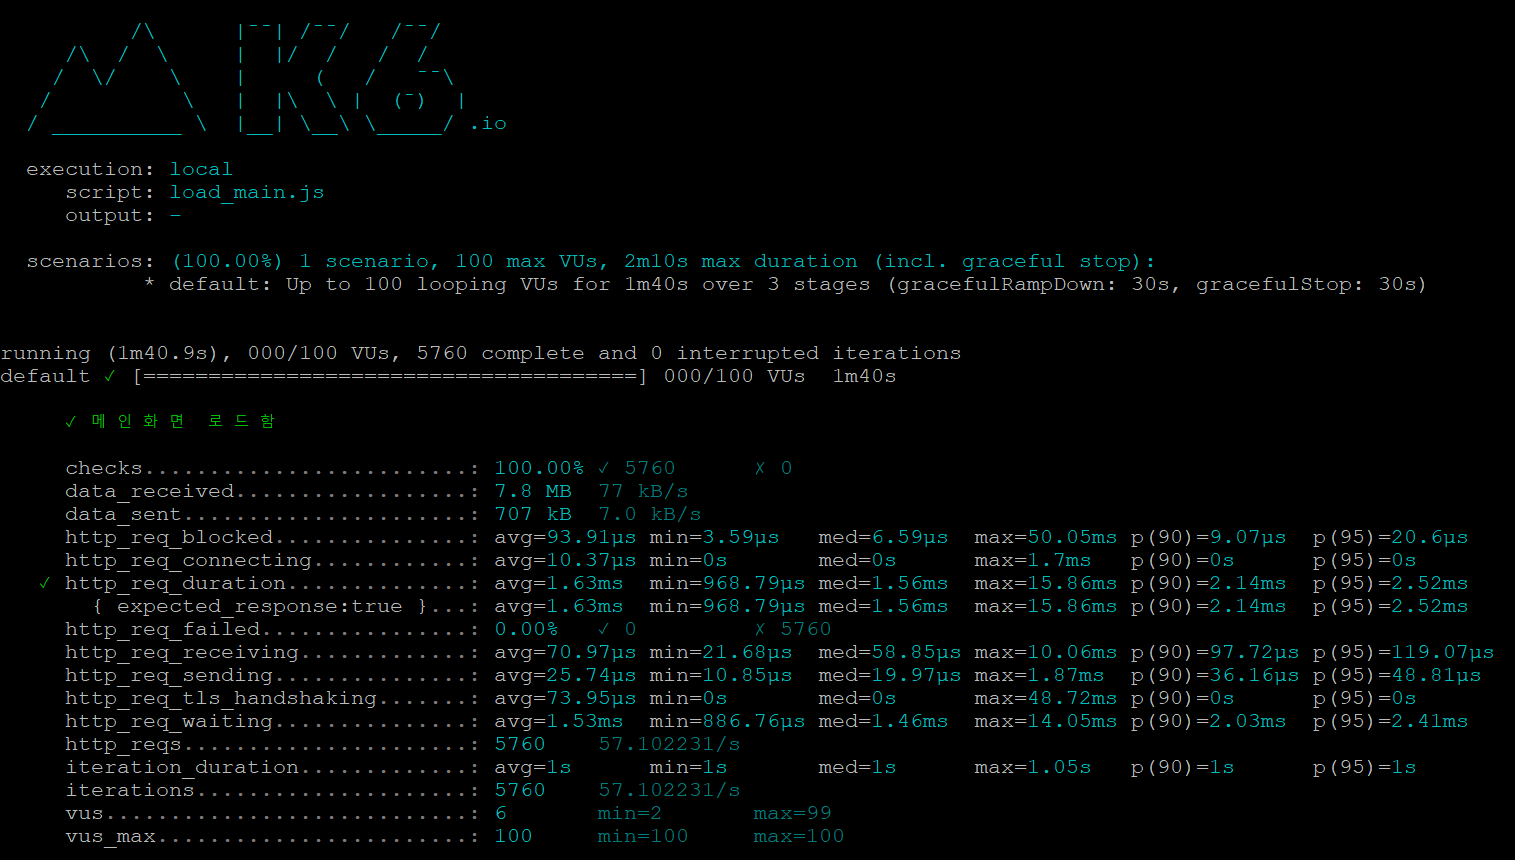 /\      |‾‾| /‾‾/   /‾‾/
     /\  /  \     |  |/  /   /  /
    /  \/    \    |     (   /   ‾‾\
   /          \   |  |\  \ |  (‾)  |
  / __________ \  |__| \__\ \_____/ .io
execution: local
script: load_main.js
output: -
scenarios: (100.00%) 1 scenario, 100 max VUs, 2m10s max duration (incl. graceful stop):
* default: Up to 100 looping VUs for 1m40s over 3 stages (gracefulRampDown: 30s, gracefulStop: 30s)
running (1m40.9s), 000/100 VUs, 5760 complete and 0 interrupted iterations
default ✓ [======================================] 000/100 VUs  1m40s
✓ 메인화면 로드함
checks.........................: 100.00% ✓ 5760      ✗ 0
data_received..................: 7.8 MB  77 kB/s
data_sent......................: 707 kB  7.0 kB/s
http_req_blocked...............: avg=93.91µs min=3.59µs   med=6.59µs  max=50.05ms p(90)=9.07µs  p(95)=20.6µs
http_req_connecting............: avg=10.37µs min=0s       med=0s      max=1.7ms   p(90)=0s      p(95)=0s
✓ http_req_duration..............: avg=1.63ms  min=968.79µs med=1.56ms  max=15.86ms p(90)=2.14ms  p(95)=2.52ms
{ expected_response:true }...: avg=1.63ms  min=968.79µs med=1.56ms  max=15.86ms p(90)=2.14ms  p(95)=2.52ms
http_req_failed................: 0.00%   ✓ 0         ✗ 5760
http_req_receiving.............: avg=70.97µs min=21.68µs  med=58.85µs max=10.06ms p(90)=97.72µs p(95)=119.07µs
http_req_sending...............: avg=25.74µs min=10.85µs  med=19.97µs max=1.87ms  p(90)=36.16µs p(95)=48.81µs
http_req_tls_handshaking.......: avg=73.95µs min=0s       med=0s      max=48.72ms p(90)=0s      p(95)=0s
http_req_waiting...............: avg=1.53ms  min=886.76µs med=1.46ms  max=14.05ms p(90)=2.03ms  p(95)=2.41ms
http_reqs......................: 5760    57.102231/s
iteration_duration.............: avg=1s      min=1s       med=1s      max=1.05s   p(90)=1s      p(95)=1s
iterations.....................: 5760    57.102231/s
vus............................: 6       min=2       max=99
vus_max........................: 100     min=100     max=100